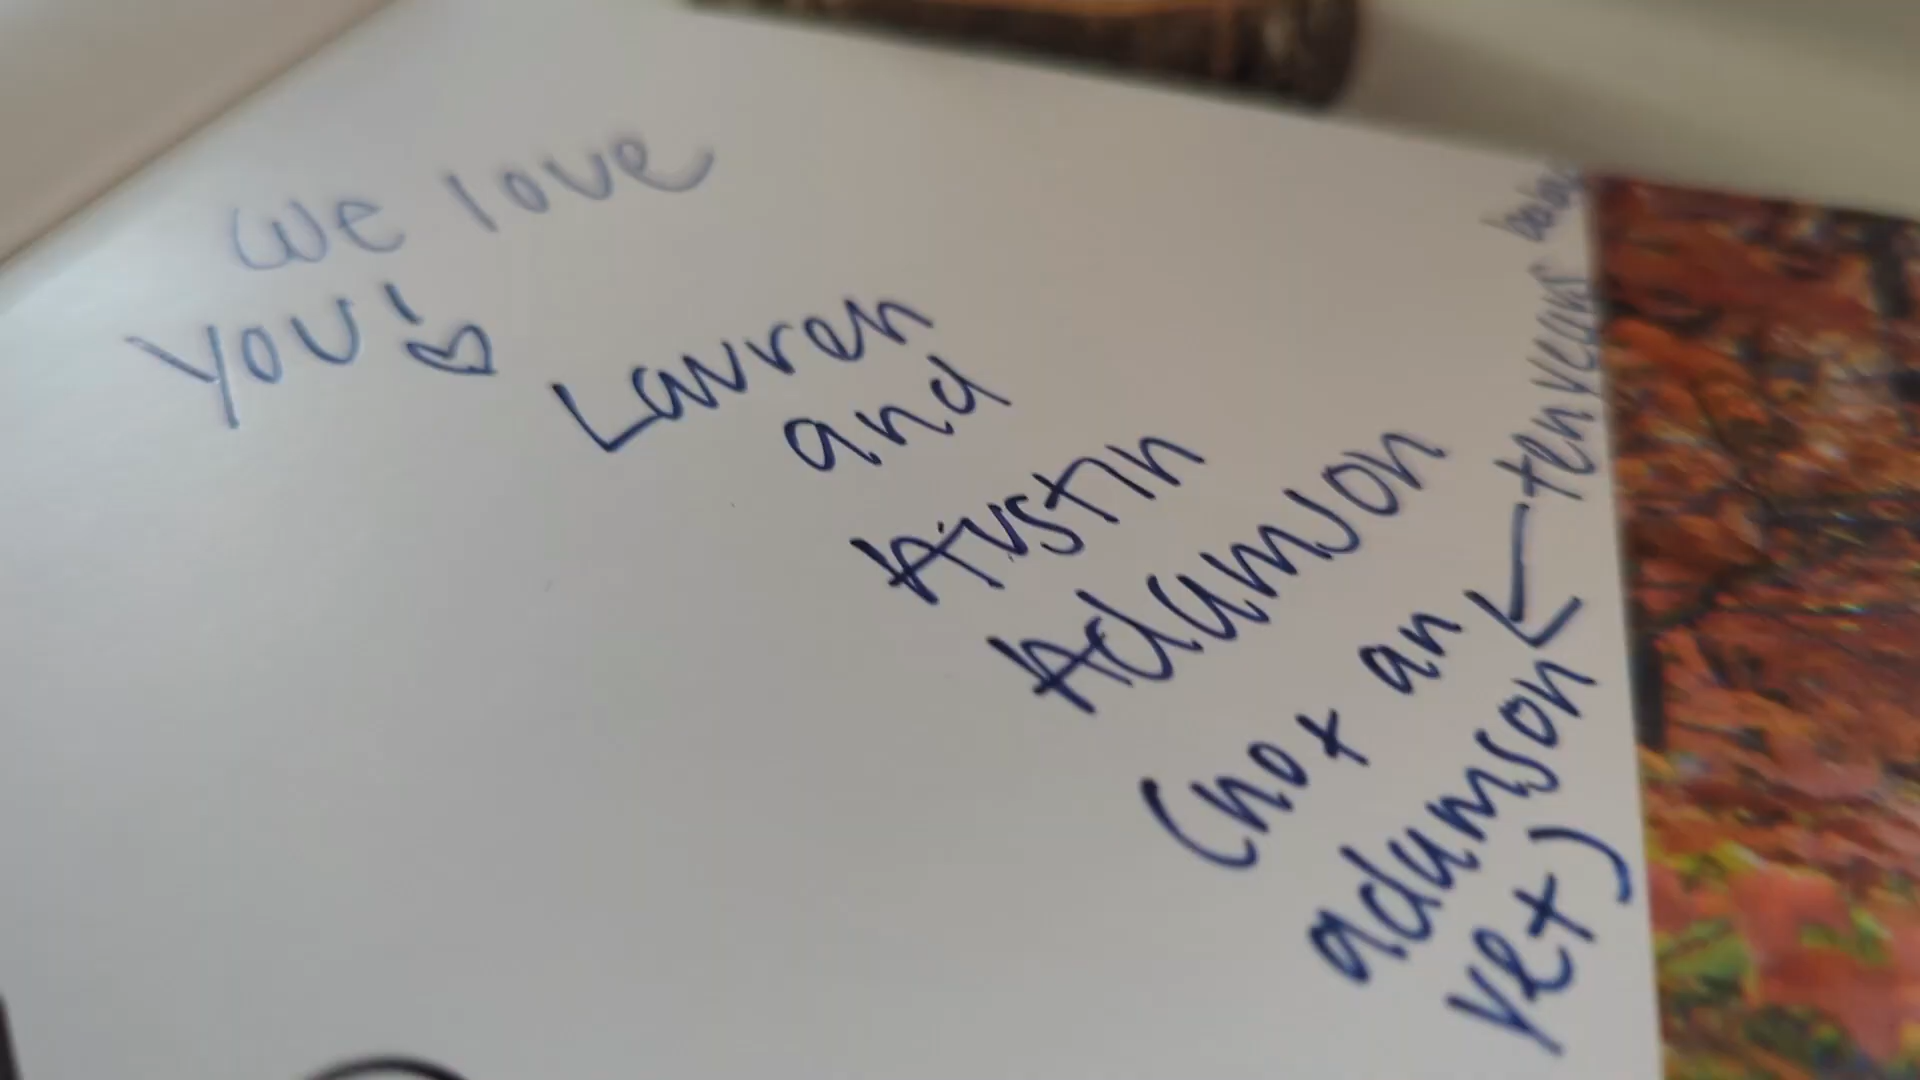 We love
you!
Lauren
and
Austin
Adamson
(not an
adamson
yet)
ten years